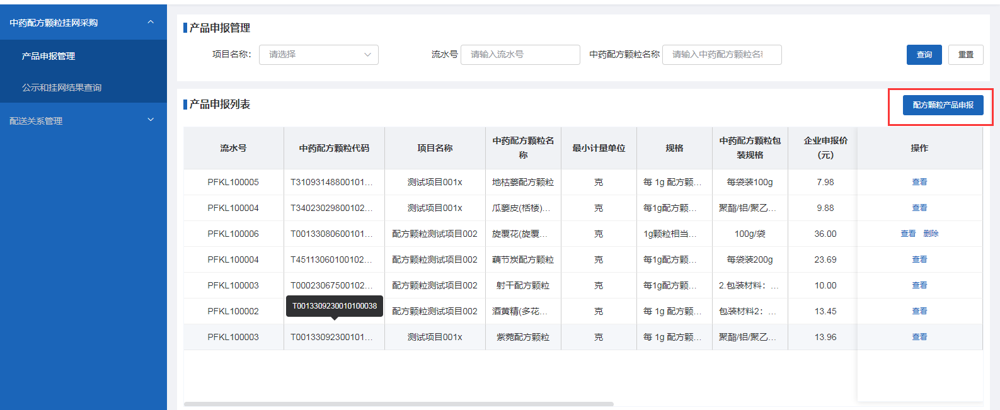 中药配方颗粒挂网采购
产品申报管理
公示和挂网结果查询
配送关系管理
产品申报管理
项目名称： 请选择 流水号 请输入流水号 中药配方颗粒名称 请输入中药配方颗粒名称 查询 重置
产品申报列表 配方颗粒产品申报
流水号 中药配方颗粒代码 项目名称 中药配方颗粒名称 最小计量单位 规格 中药配方颗粒包装规格 企业申报价(元) 操作
PFKL100005 T31093148800101... 测试项目001x 地枯蒌配方颗粒 克 每 1g 配方颗... 每袋装100g 7.98 查看
PFKL100004 T34023029800102... 测试项目001x 瓜蒌皮(栝楼)... 克 每1g配方颗... 聚酯/铝/聚乙... 9.88 查看
PFKL100006 T00133080600101... 配方颗粒测试项目002 旋覆花(旋覆... 克 1g颗粒相当... 100g/袋 36.00 查看 删除
PFKL100004 T45113060100102... 配方颗粒测试项目002 藕节炭配方颗粒 克 每1g配方颗... 每袋装200g 23.69 查看
PFKL100003 T00023067500102... 配方颗粒测试项目002 射干配方颗粒 克 每1g配方颗... 2.包装材料：... 10.00 查看
T0013309230010100038
PFKL100002 配方颗粒测试项目002 酒黄精(多花... 克 每 1g 配方颗... 包装材料2：... 13.45 查看
PFKL100003 T00133092300101... 测试项目001x 紫菀配方颗粒 克 每 1g 配方颗... 聚酯/铝/聚乙... 13.96 查看